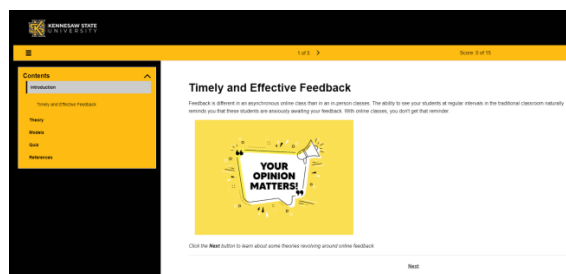 KENNESAW STATE
UNIVERSITY
1 of 3 >
Score: 0 of 15
Contents
Introduction
Timely and Effective Feedback
Theory
Models
Quiz
References
Timely and Effective Feedback
Feedback is different in an asynchronous online class than in an in person classes. The ability to see your students at regular intervals in the traditional classroom naturally
reminds you that these students are anxiously awaiting your feedback. With online classes, you don't get that reminder.
YOUR
OPINION
MATTERS!
Click the Next button to learn about some theories revolving around online feedback.
Next